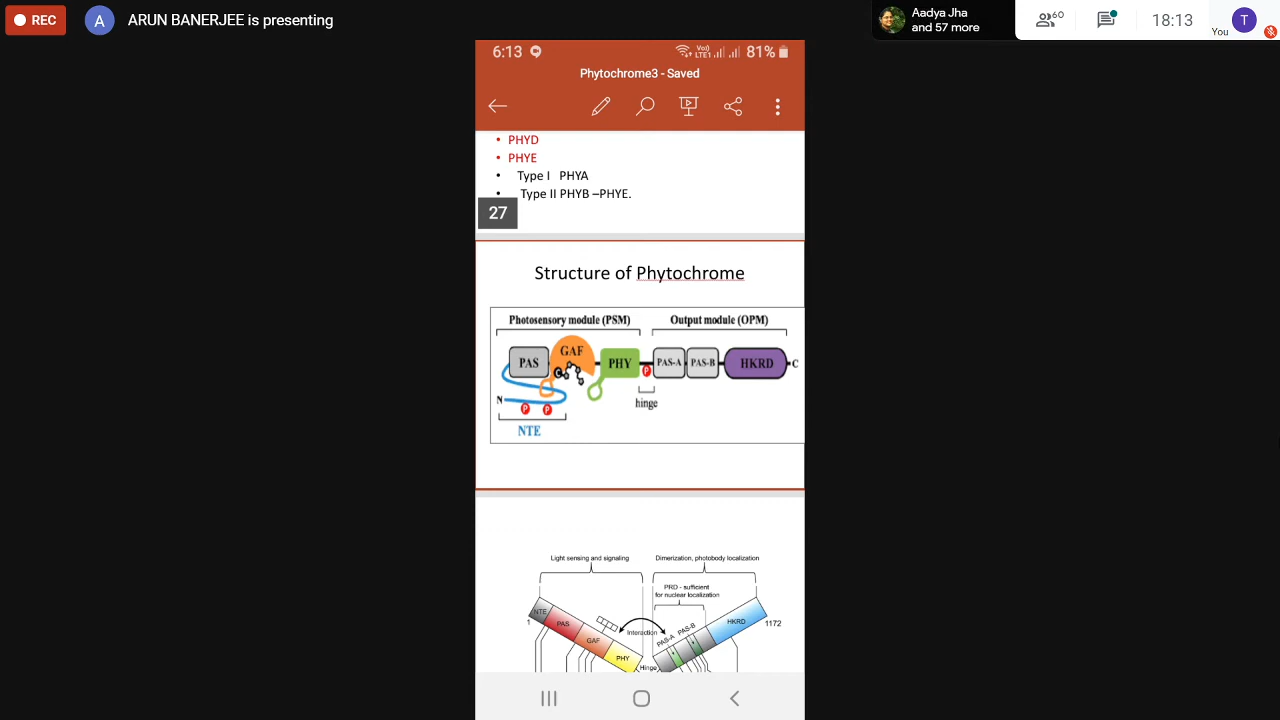 REC
A
ARUN BANERJEE is presenting
Aadya Jha
and 57 more
60
18:13
T
You
6:13
Vo)
LTE1
81%
Phytochrome3 - Saved
• PHYD
• PHYE
• Type I PHYA
• Type II PHYB –PHYE.
27
Structure of Phytochrome
Photosensory module (PSM)
Output module (OPM)
PAS
GAF
C
PHY
P
PAS-A
PAS-B
HKRD
C
N
P
P
hinge
NTE
Light sensing and signaling
Dimerization, photobody localization
PRD - sufficient
for nuclear localization
NTE
1
PAS
GAF
PHY
Interaction
Hinge
PAS-A
PAS-B
HKRD
1172